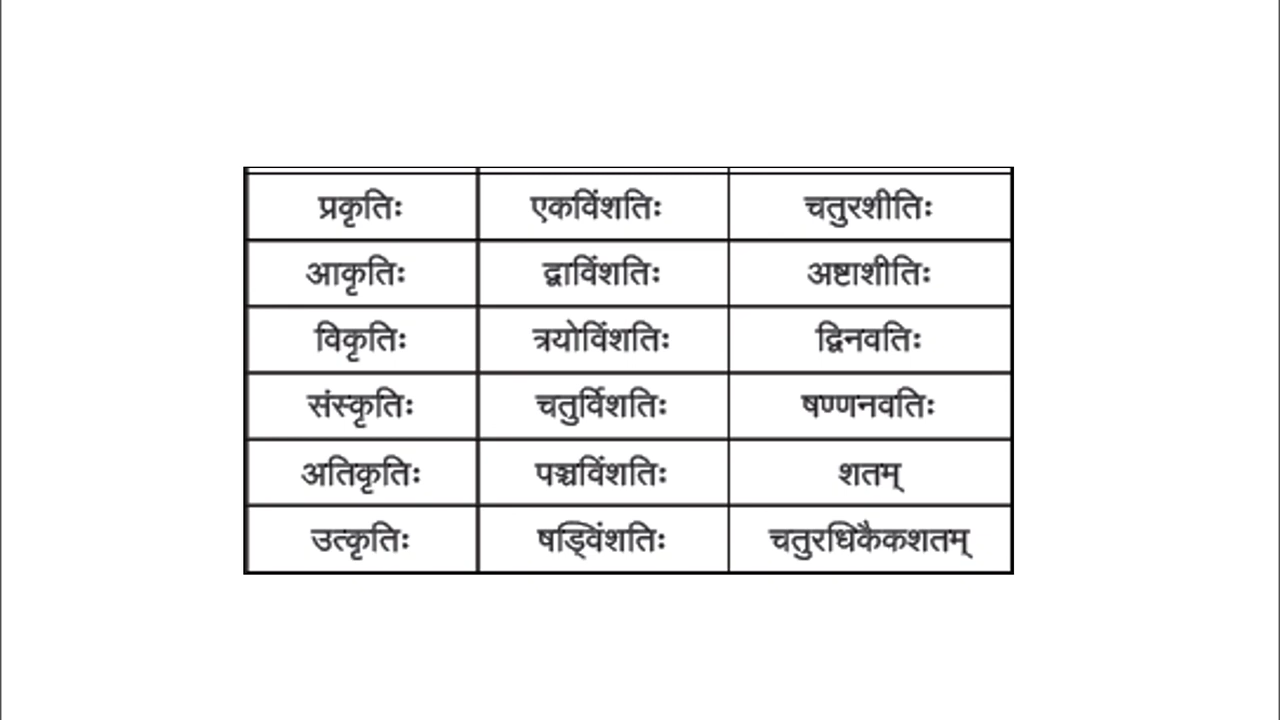 प्रकृतिः एकविंशतिः चतुरशीतिः
आकृतिः द्वाविंशतिः अष्टाशीतिः
विकृतिः त्रयोविंशतिः द्विनवतिः
संस्कृतिः चतुर्विंशतिः षण्णनवतिः
अतिकृतिः पञ्चविंशतिः शतम्
उत्कृतिः षड्विंशतिः चतुरधिकैकशतम्